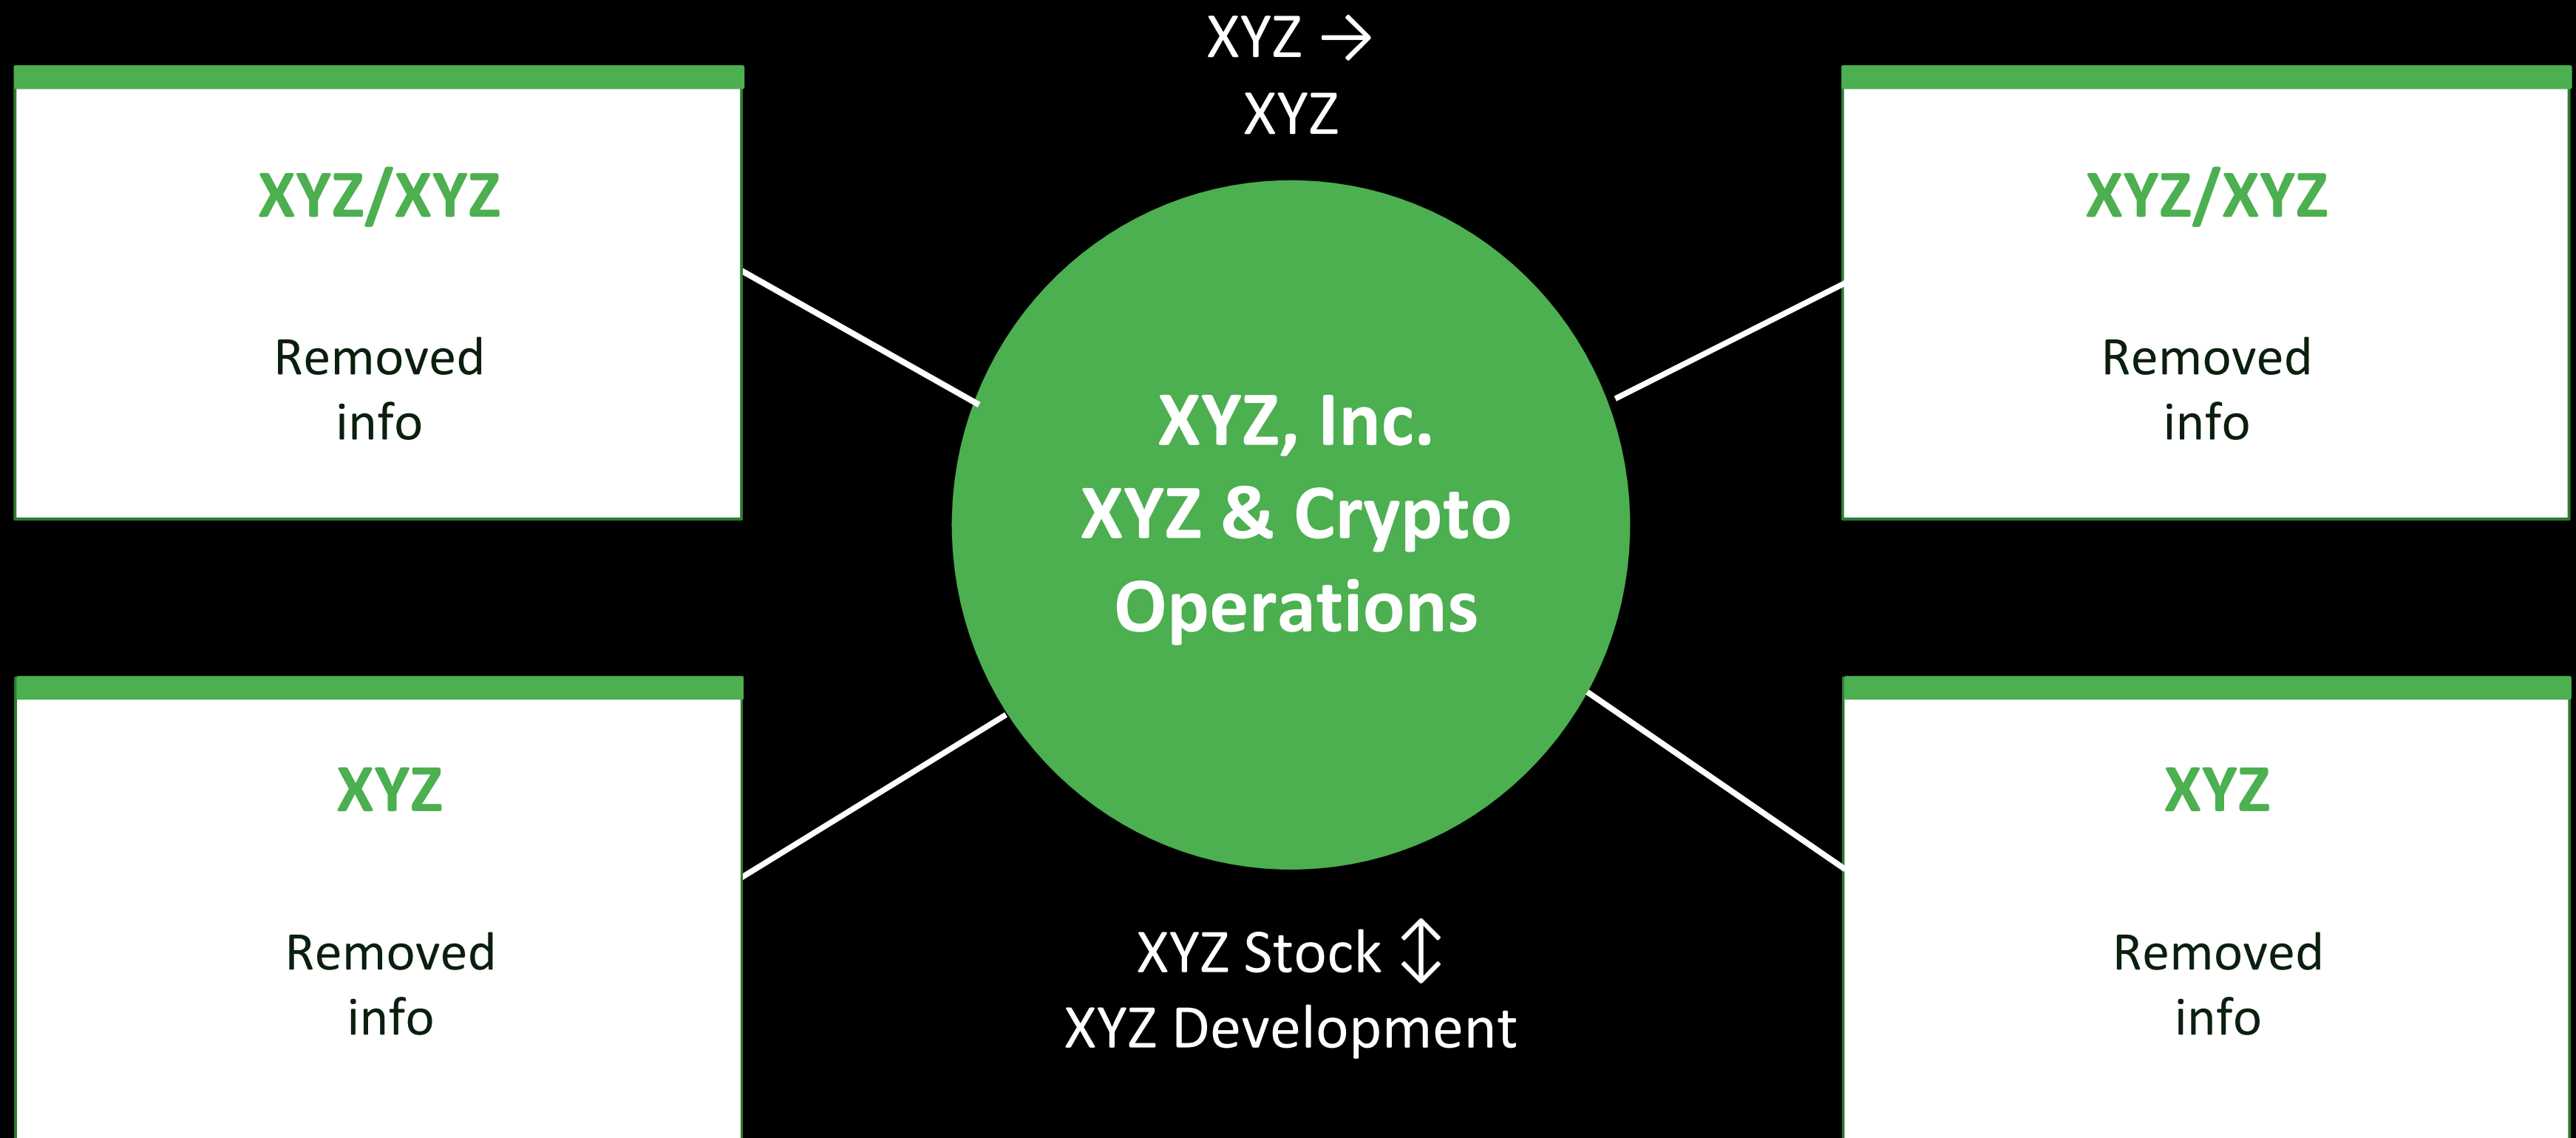 XYZ →
XYZ
XYZ/XYZ
Removed
info
XYZ/XYZ
Removed
info
XYZ, Inc.
XYZ & Crypto
Operations
XYZ
Removed
info
XYZ
Removed
info
XYZ Stock ↕
XYZ Development